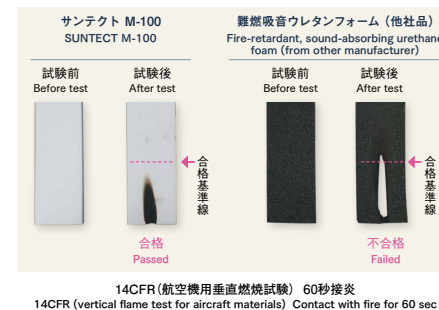 サンテクト M-100
SUNTECT M-100
試験前
Before test
試験後
After test
合格基準線
合格
Passed
難燃吸音ウレタンフォーム（他社品）
Fire-retardant, sound-absorbing urethane
foam (from other manufacturer)
試験前
Before test
試験後
After test
合格基準線
不合格
Failed
14CFR（航空機用垂直燃焼試験） 60秒接炎
14CFR (vertical flame test for aircraft materials) Contact with fire for 60 sec